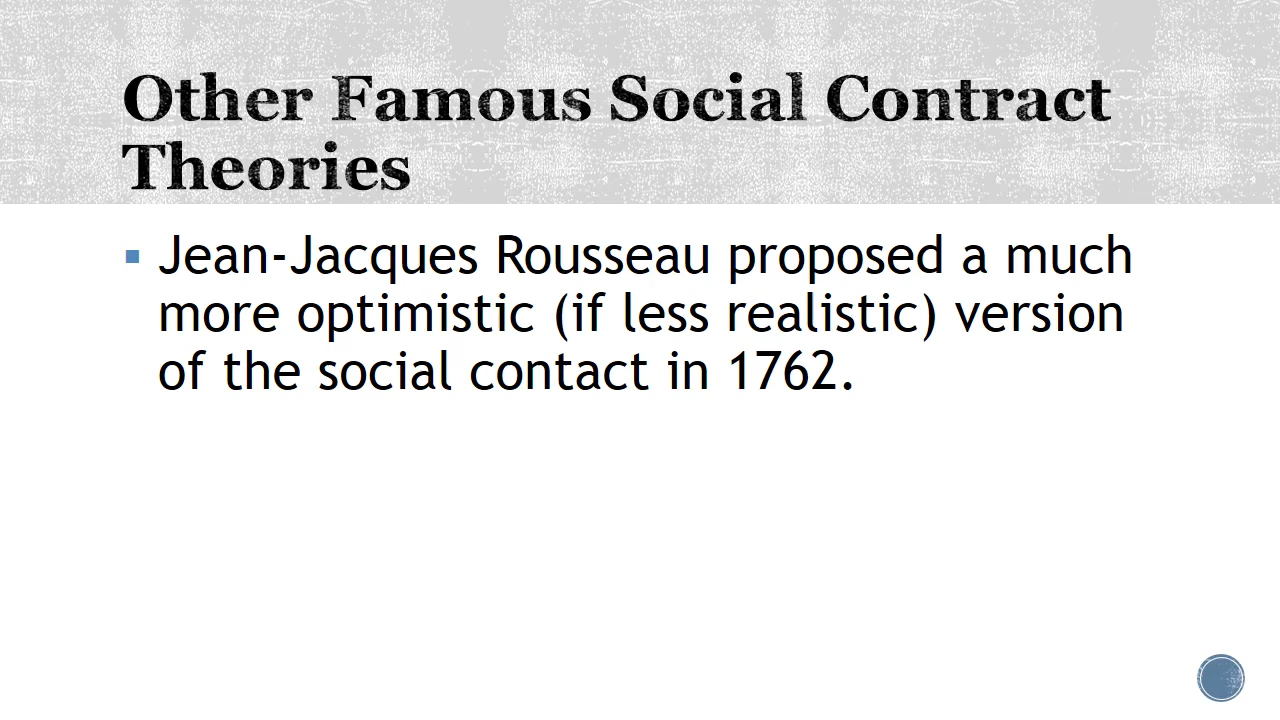 Other Famous Social Contract
Theories
▪ Jean-Jacques Rousseau proposed a much
more optimistic (if less realistic) version
of the social contact in 1762.